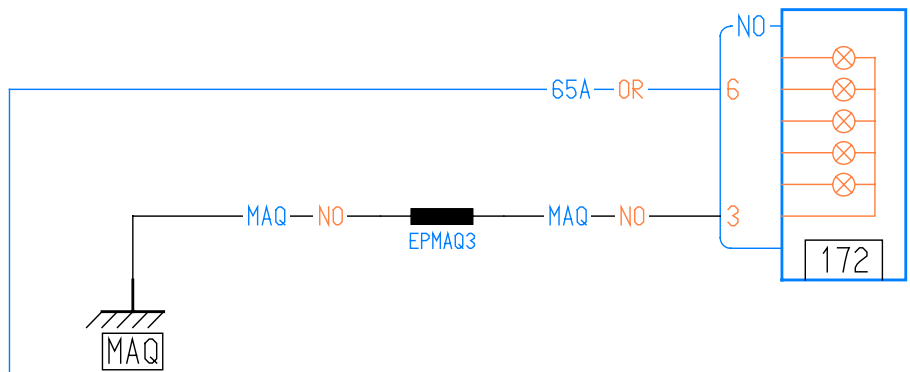 NO
65A OR 6
MAQ NO MAQ NO 3
EPMAQ3
172
MAQ